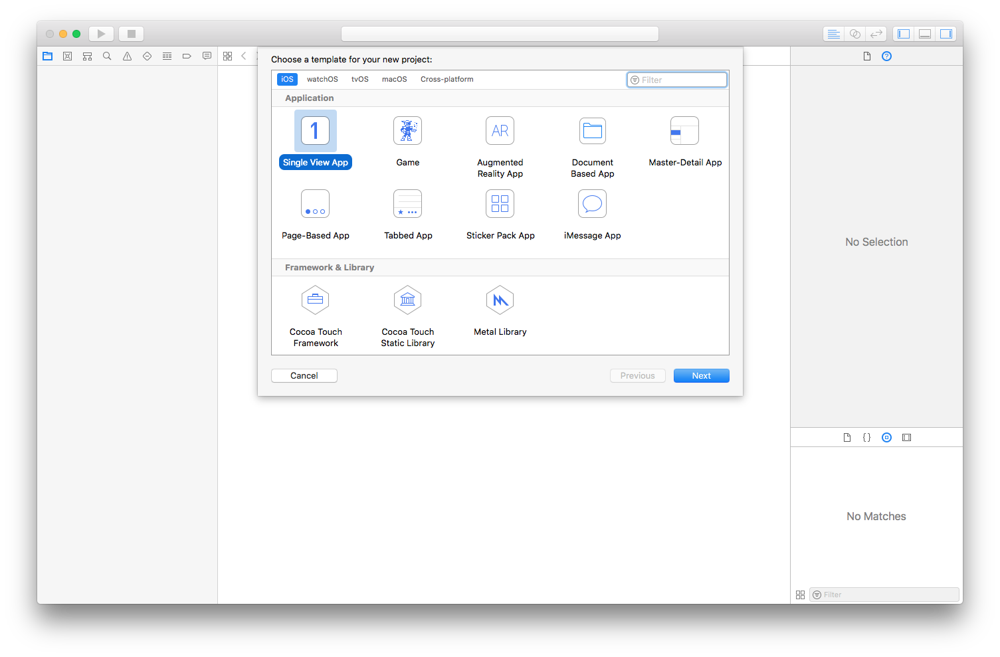 Choose a template for your new project:
iOS watchOS tvOS macOS Cross-platform Filter
Application
1 AR
Single View App Game Augmented Reality App Document Based App Master-Detail App
Page-Based App Tabbed App Sticker Pack App iMessage App
Framework & Library
Cocoa Touch Framework Cocoa Touch Static Library Metal Library
Cancel Previous Next
No Selection
{}
No Matches
Filter